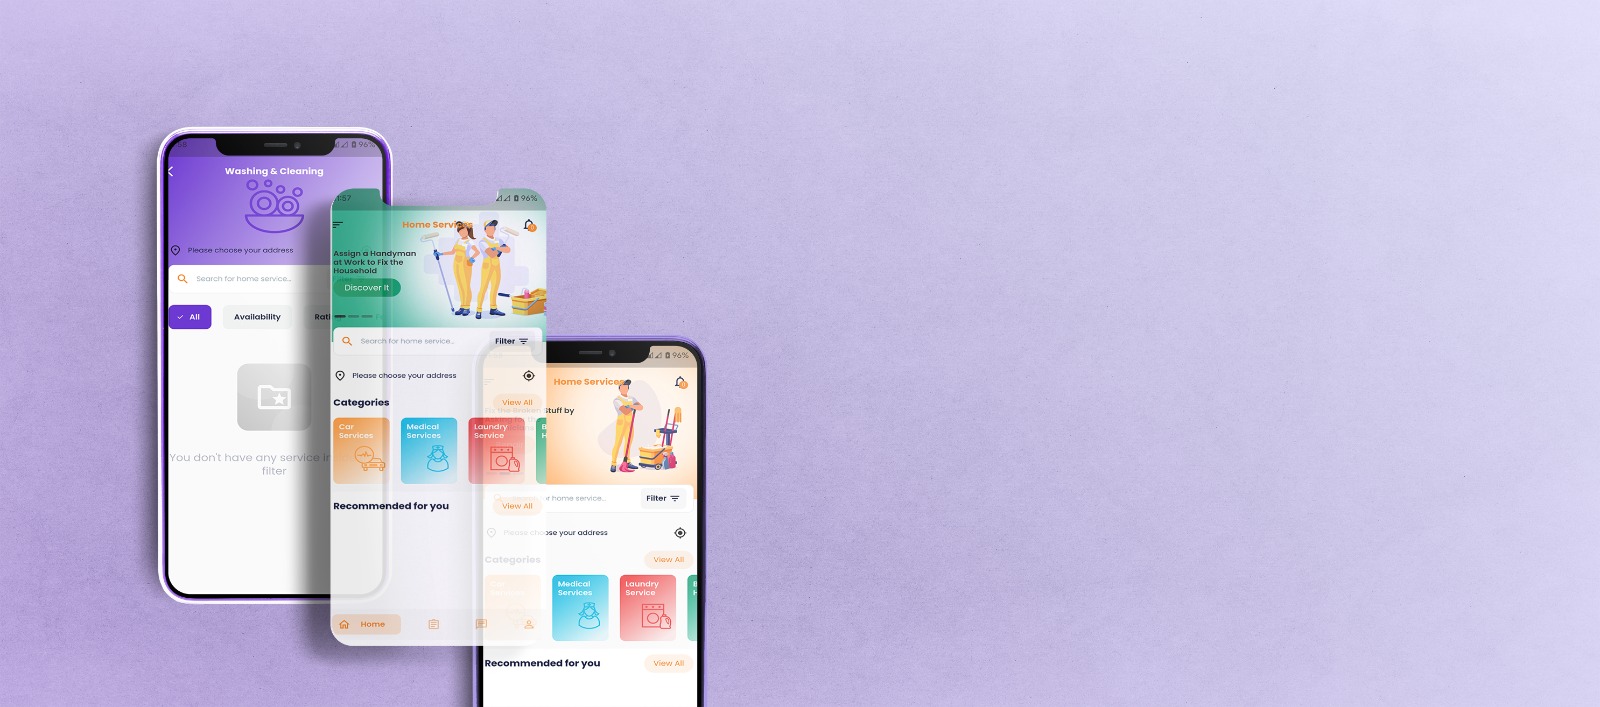 96%
Washing & Cleaning
Please choose your address
Search for home service...
All
Availability
You don't have any service in
filter
1:57
96%
Home Services
Assign a Handyman
at Work to Fix the
Household
Discover It
Search for home service...
Filter
Please choose your address
Categories
View All
Car
Services
Medical
Services
Laundry
Service
B
H
Recommended for you
View All
Home
96%
Home Services
Stuff by
for home service...
Filter
Please choose your address
Categories
View All
Medical
Services
Laundry
Service
B
H
Recommended for you
View All